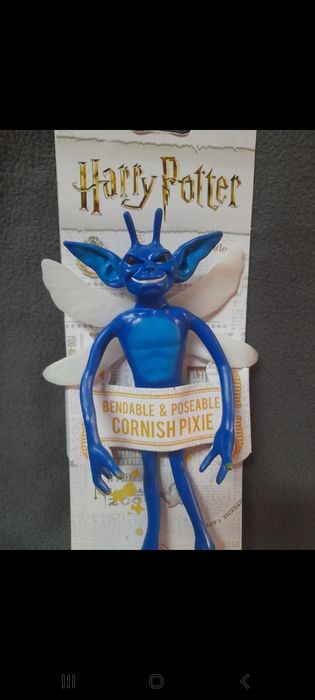 Harry Potter
BENDABLE & POSEABLE
CORNISH PIXIE